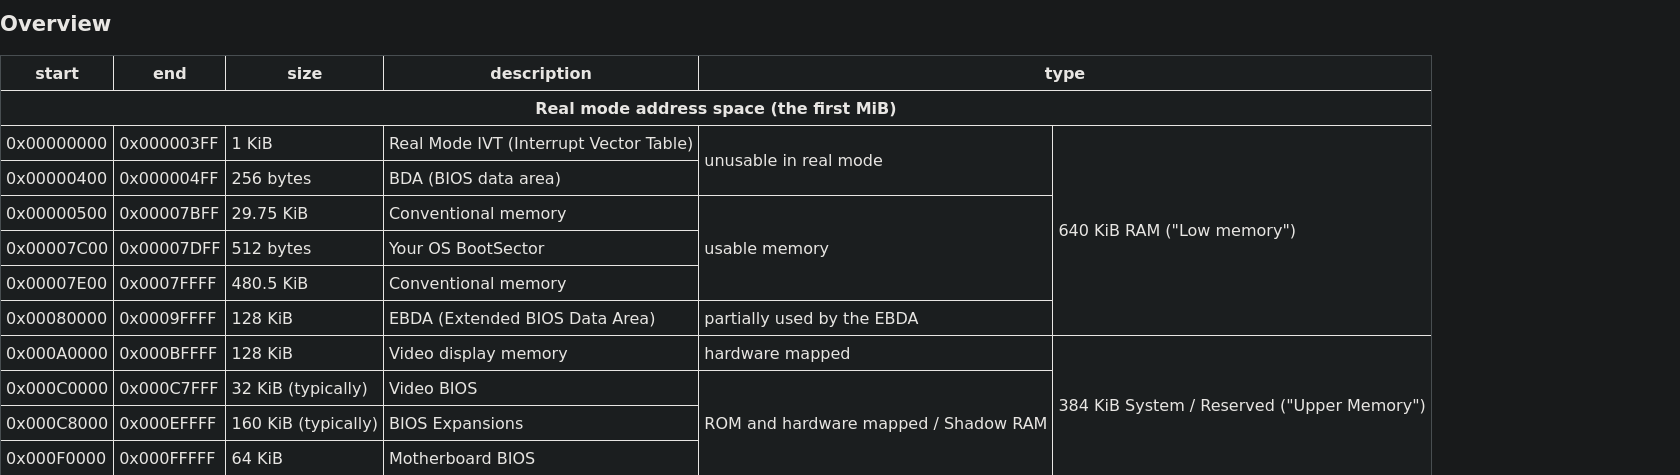 Overview
start end size description type
Real mode address space (the first MiB)
0x00000000 0x000003FF 1 KiB Real Mode IVT (Interrupt Vector Table) unusable in real mode 640 KiB RAM ("Low memory")
0x00000400 0x000004FF 256 bytes BDA (BIOS data area)
0x00000500 0x00007BFF 29.75 KiB Conventional memory usable memory
0x00007C00 0x00007DFF 512 bytes Your OS BootSector
0x00007E00 0x0007FFFF 480.5 KiB Conventional memory
0x00080000 0x0009FFFF 128 KiB EBDA (Extended BIOS Data Area) partially used by the EBDA
0x000A0000 0x000BFFFF 128 KiB Video display memory hardware mapped 384 KiB System / Reserved ("Upper Memory")
0x000C0000 0x000C7FFF 32 KiB (typically) Video BIOS ROM and hardware mapped / Shadow RAM
0x000C8000 0x000EFFFF 160 KiB (typically) BIOS Expansions
0x000F0000 0x000FFFFF 64 KiB Motherboard BIOS